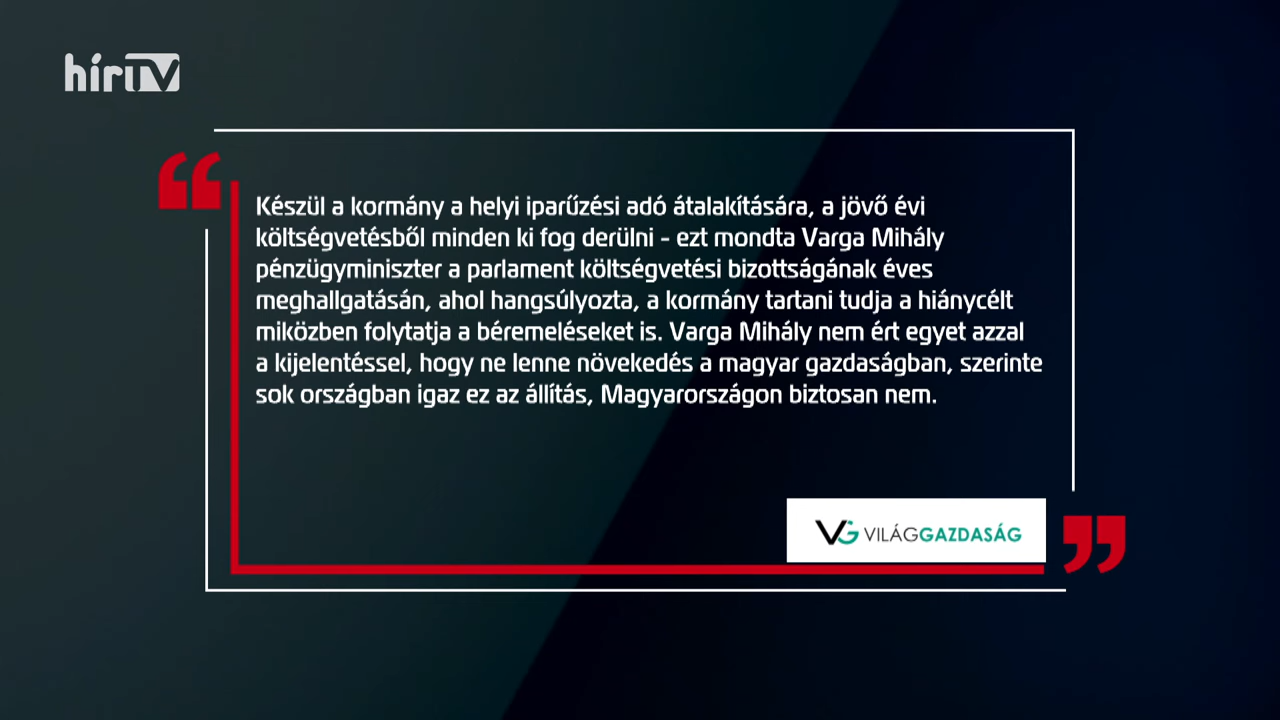 hírTV
Készül a kormány a helyi iparűzési adó átalakítására, a jövő évi
költségvetésből minden ki fog derülni - ezt mondta Varga Mihály
pénzügyminiszter a parlament költségvetési bizottságának éves
meghallgatásán, ahol hangsúlyozta, a kormány tartani tudja a hiánycélt
miközben folytatja a béremeléseket is. Varga Mihály nem ért egyet azzal
a kijelentéssel, hogy ne lenne növekedés a magyar gazdaságban, szerinte
sok országban igaz ez az állítás, Magyarországon biztosan nem.
VG VILÁGGAZDASÁG